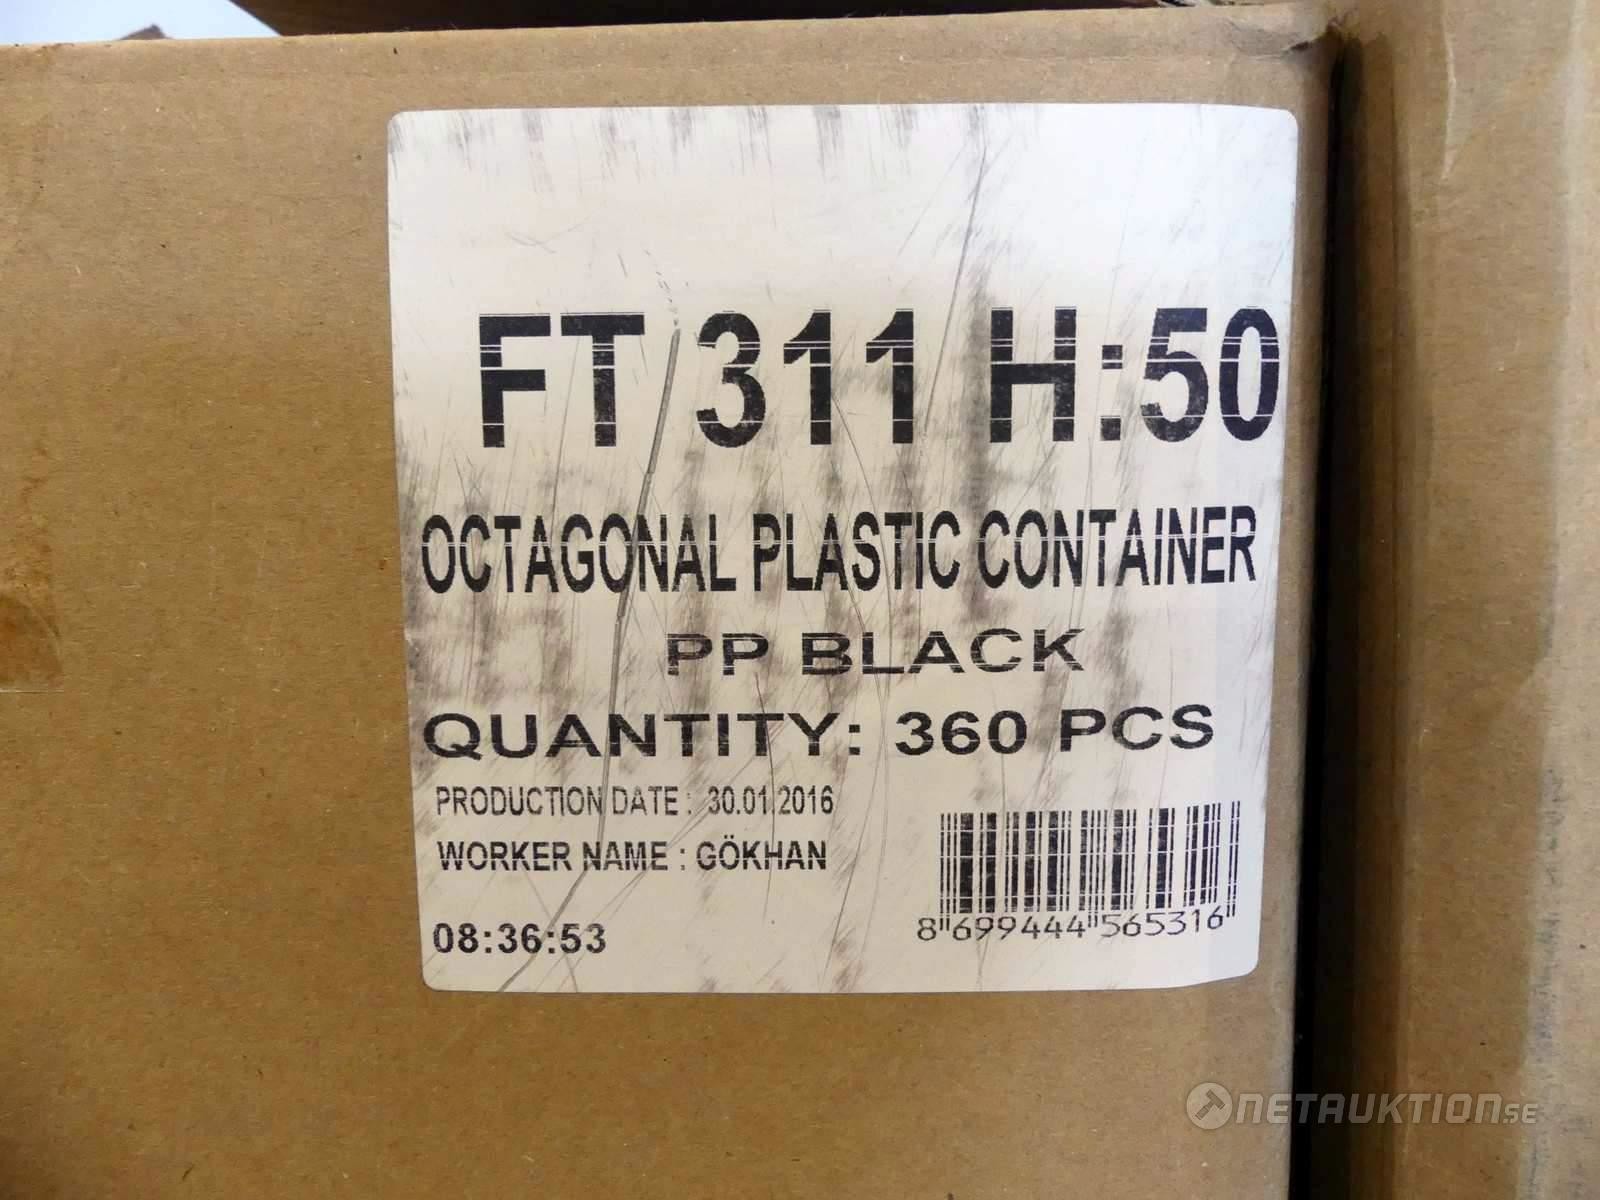 FT 311 H:50
OCTAGONAL PLASTIC CONTAINER
PP BLACK
QUANTITY: 360 PCS
PRODUCTION DATE : 30.01.2016
WORKER NAME : GÖKHAN
08:36:53
8"699444"565316"
NETAUKTION.SE